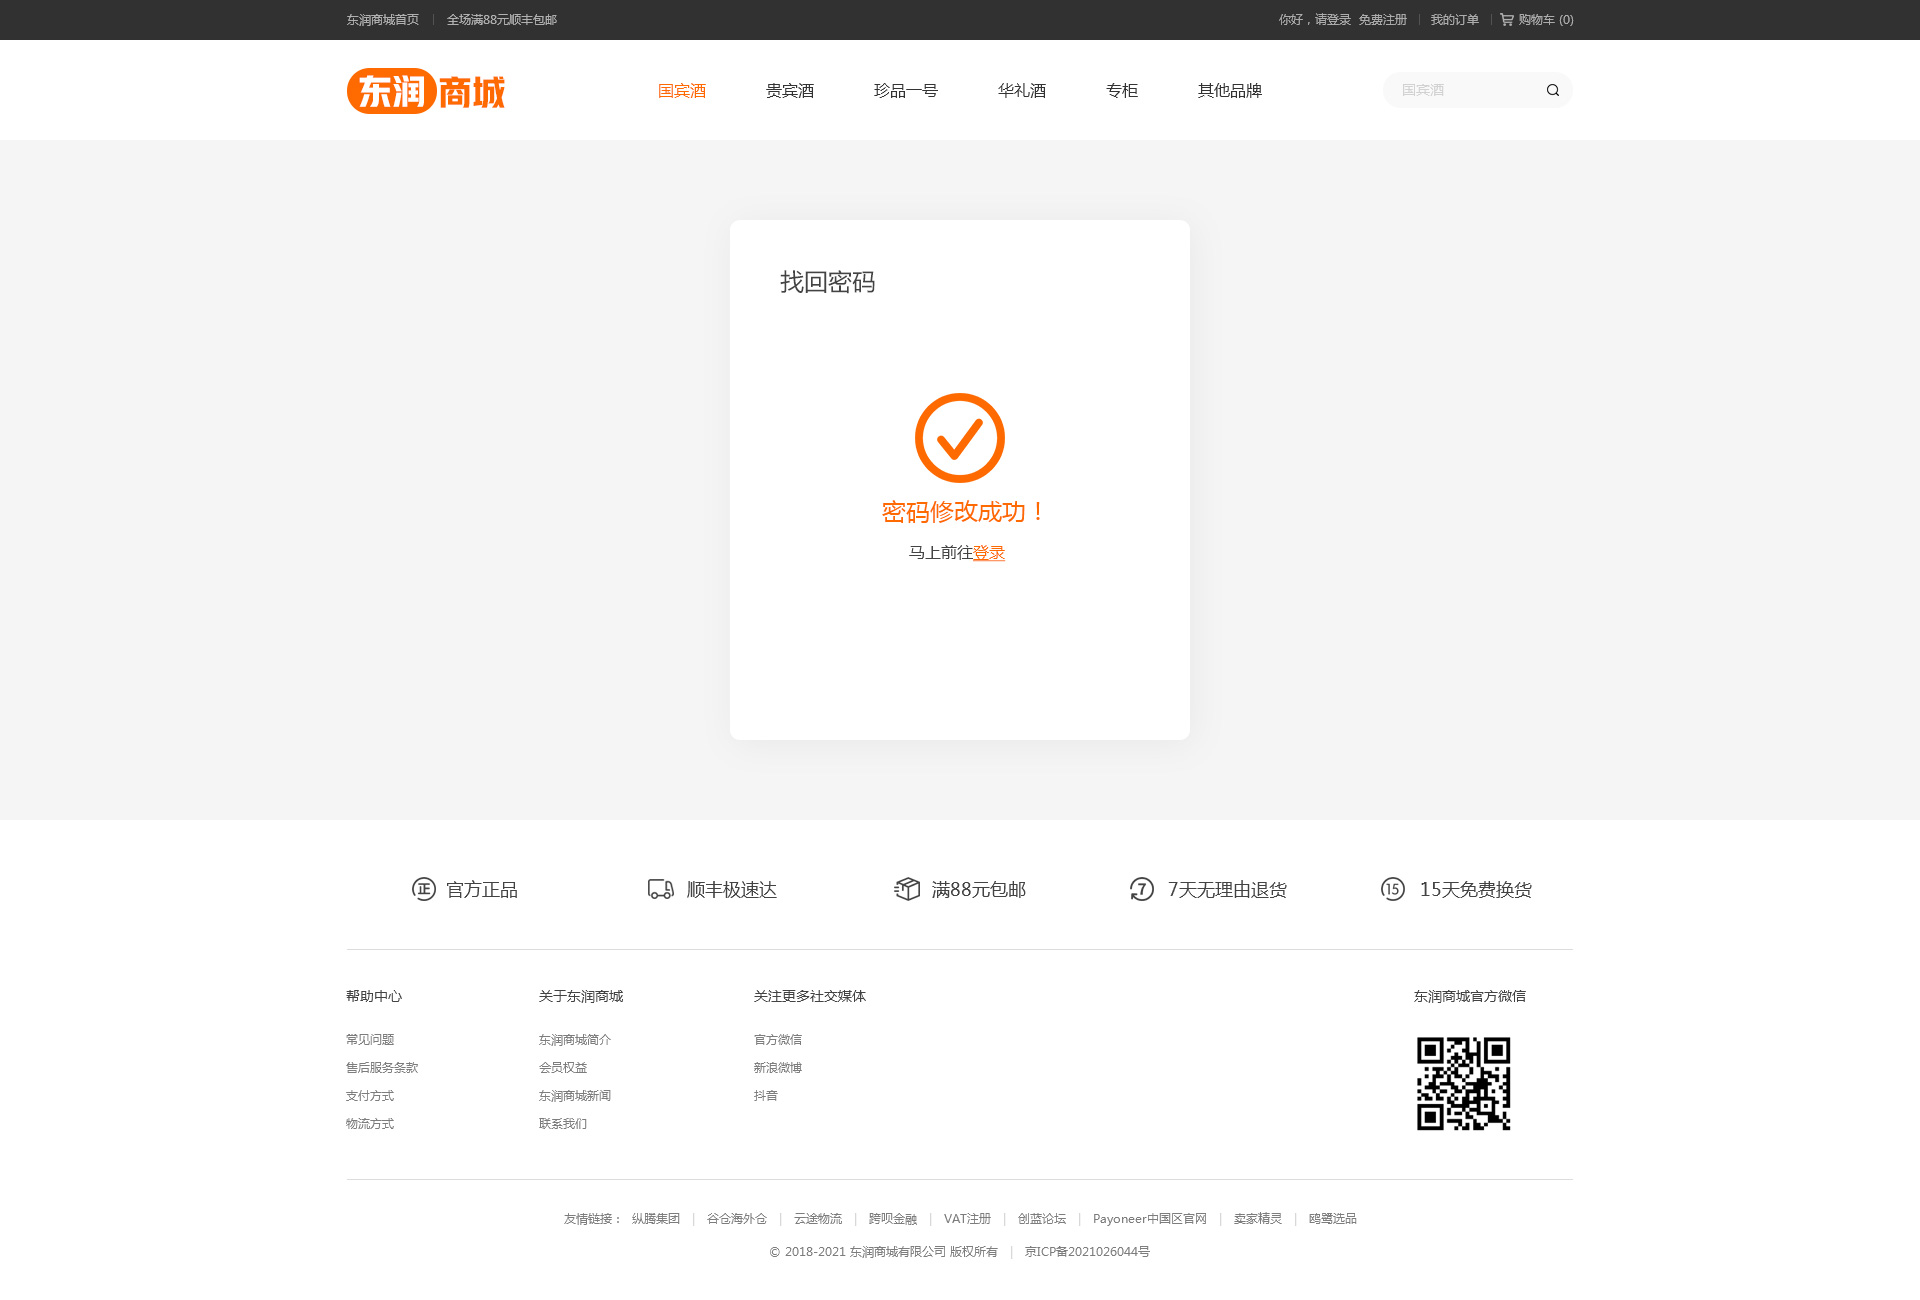 东润商城首页 | 全场满88元顺丰包邮 你好，请登录 免费注册 | 我的订单 | 购物车 (0)
东润商城 国宾酒 贵宾酒 珍品一号 华礼酒 专柜 其他品牌 国宾酒
找回密码
密码修改成功！
马上前往登录
正 官方正品 顺丰极速达 满88元包邮 7 7天无理由退货 15 15天免费换货
帮助中心 关于东润商城 关注更多社交媒体 东润商城官方微信
常见问题 东润商城简介 官方微信
售后服务条款 会员权益 新浪微博
支付方式 东润商城新闻 抖音
物流方式 联系我们
友情链接： 纵腾集团 | 谷仓海外仓 | 云途物流 | 跨呗金融 | VAT注册 | 创蓝论坛 | Payoneer中国区官网 | 卖家精灵 | 鸥鹭选品
© 2018-2021 东润商城有限公司 版权所有 | 京ICP备2021026044号